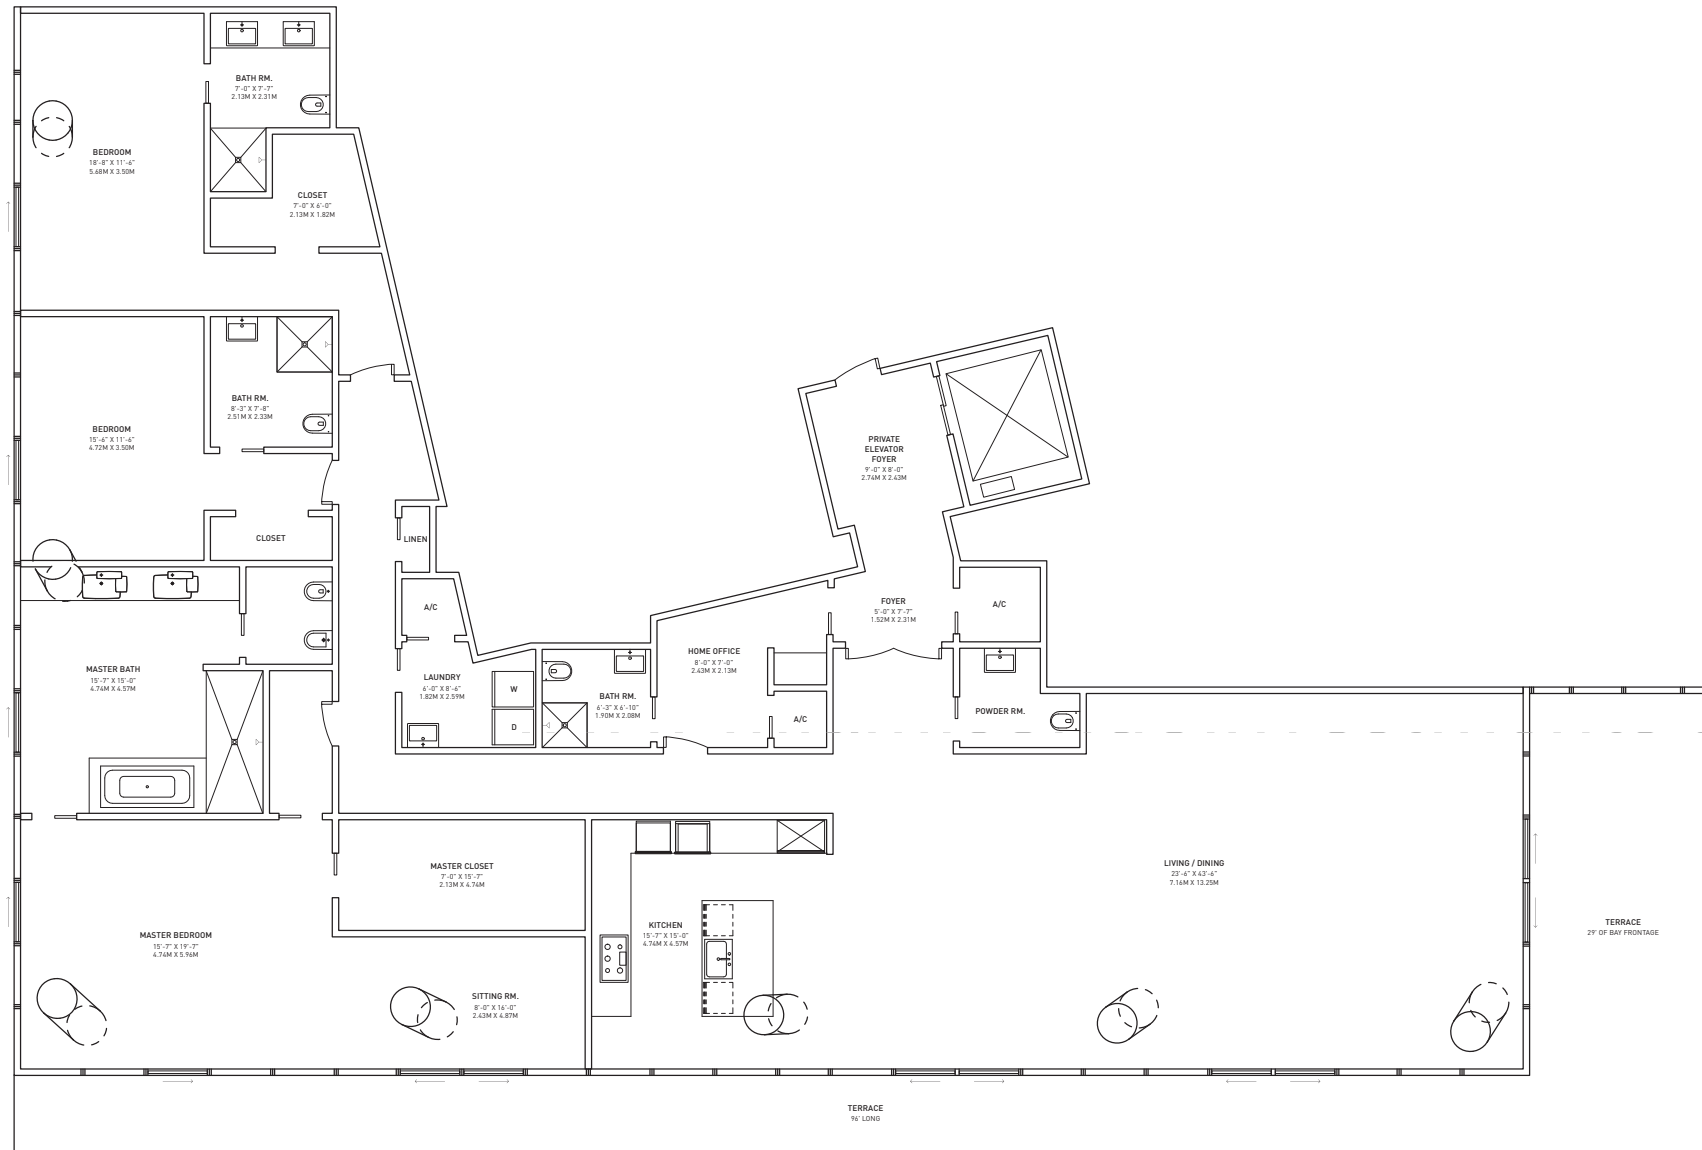 BATH RM.
7'-0" X 7'-7"
2.13M X 2.31M
BEDROOM
18'-8" X 11'-6"
5.68M X 3.50M
CLOSET
7'-0" X 6'-0"
2.13M X 1.82M
BATH RM.
8'-3" X 7'-8"
2.51M X 2.33M
BEDROOM
15'-6" X 11'-6"
4.72M X 3.50M
PRIVATE
ELEVATOR
FOYER
9'-0" X 8'-0"
2.74M X 2.43M
CLOSET
LINEN
A/C
FOYER
5'-0" X 7'-7"
1.52M X 2.31M
A/C
MASTER BATH
15'-7" X 15'-0"
4.74M X 4.57M
LAUNDRY
6'-0" X 8'-6"
1.82M X 2.59M
W
D
BATH RM.
6'-3" X 6'-10"
1.90M X 2.08M
HOME OFFICE
8'-0" X 7'-0"
2.43M X 2.13M
A/C
POWDER RM.
MASTER CLOSET
7'-0" X 15'-7"
2.13M X 4.74M
LIVING / DINING
23'-6" X 43'-6"
7.16M X 13.25M
MASTER BEDROOM
15'-7" X 19'-7"
4.74M X 5.96M
KITCHEN
15'-7" X 15'-0"
4.74M X 4.57M
TERRACE
29' OF BAY FRONTAGE
SITTING RM.
8'-0" X 16'-0"
2.43M X 4.87M
TERRACE
96' LONG